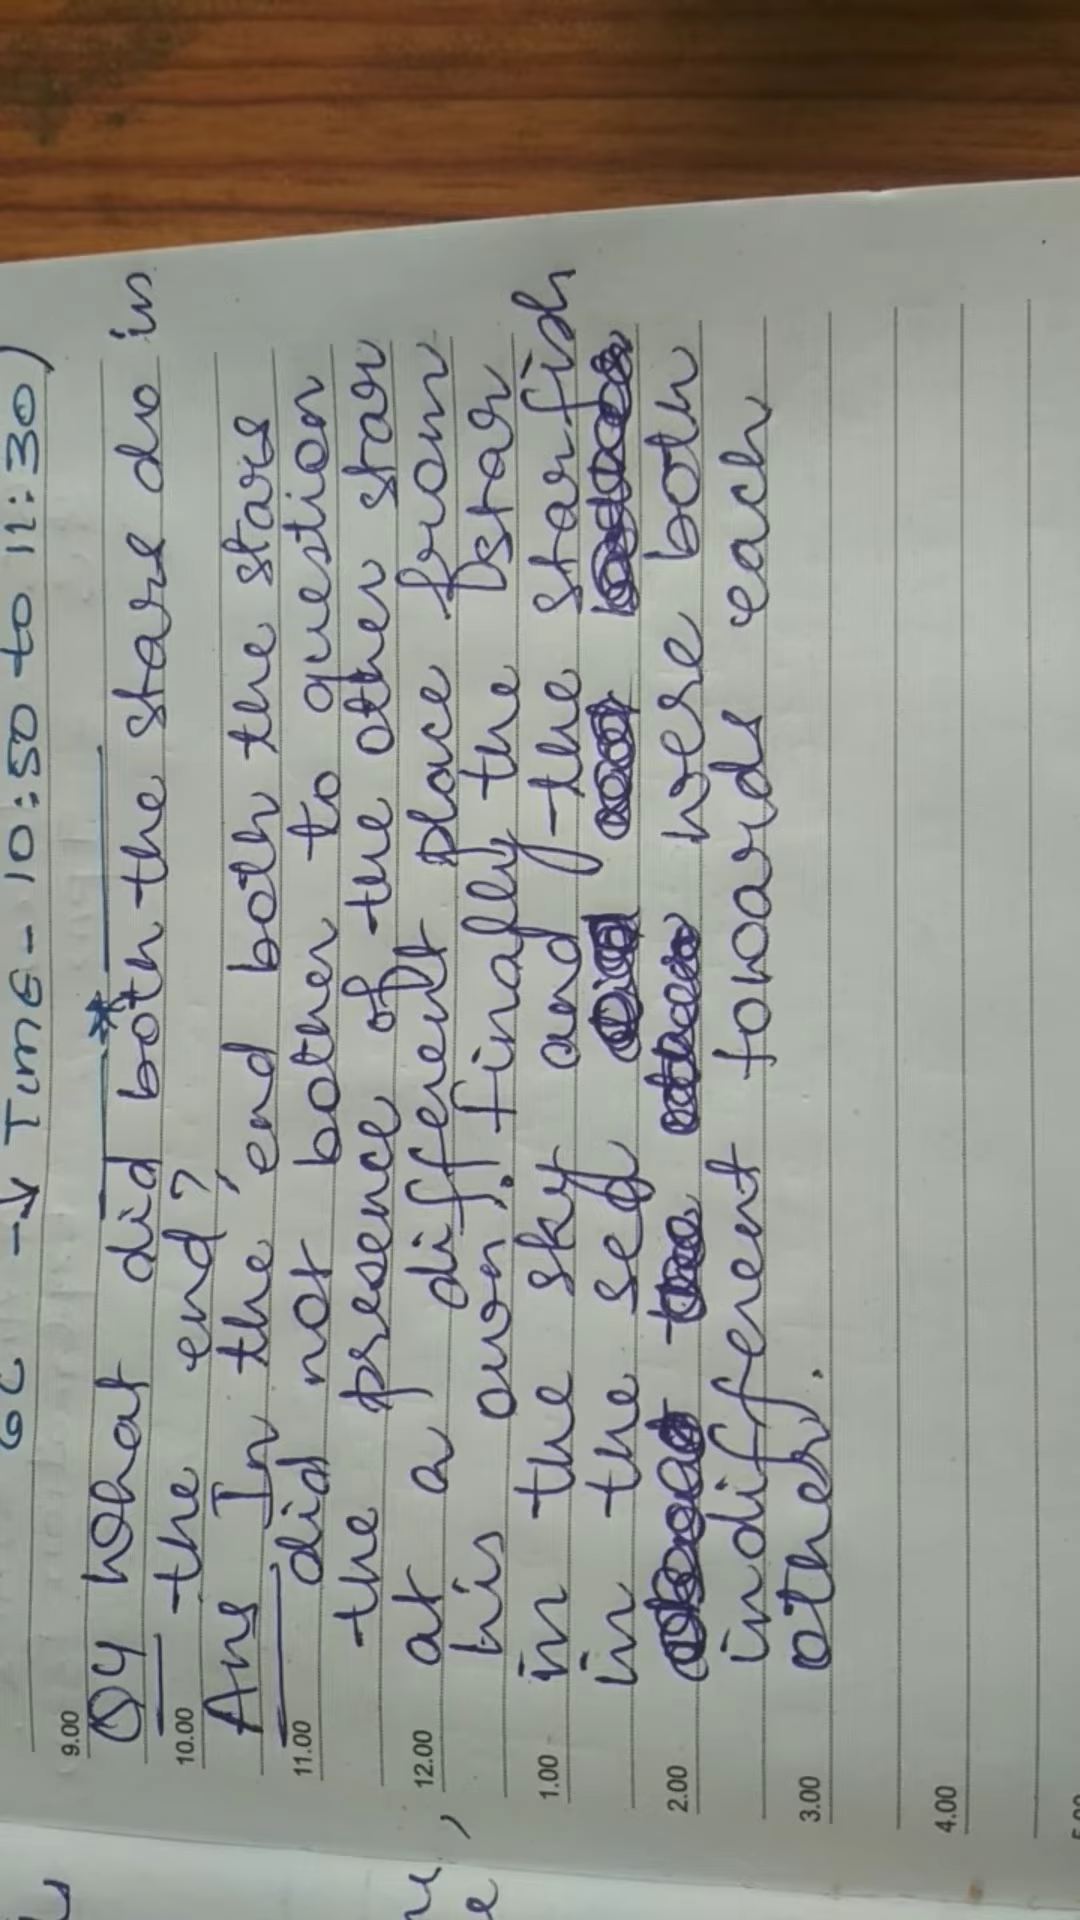 6C → Time - 10:50 to 11:30)
9.00
Q4 What did both the stars do in
10.00
the end?
Ans In the end both the stars
11.00
did not bother to question
the presence of the other star
12.00
at a different place from
his own. finally the star
1.00
in the sky and the starfish
in the sea
2.00
were both
indifferent towards each
3.00
other.
4.00